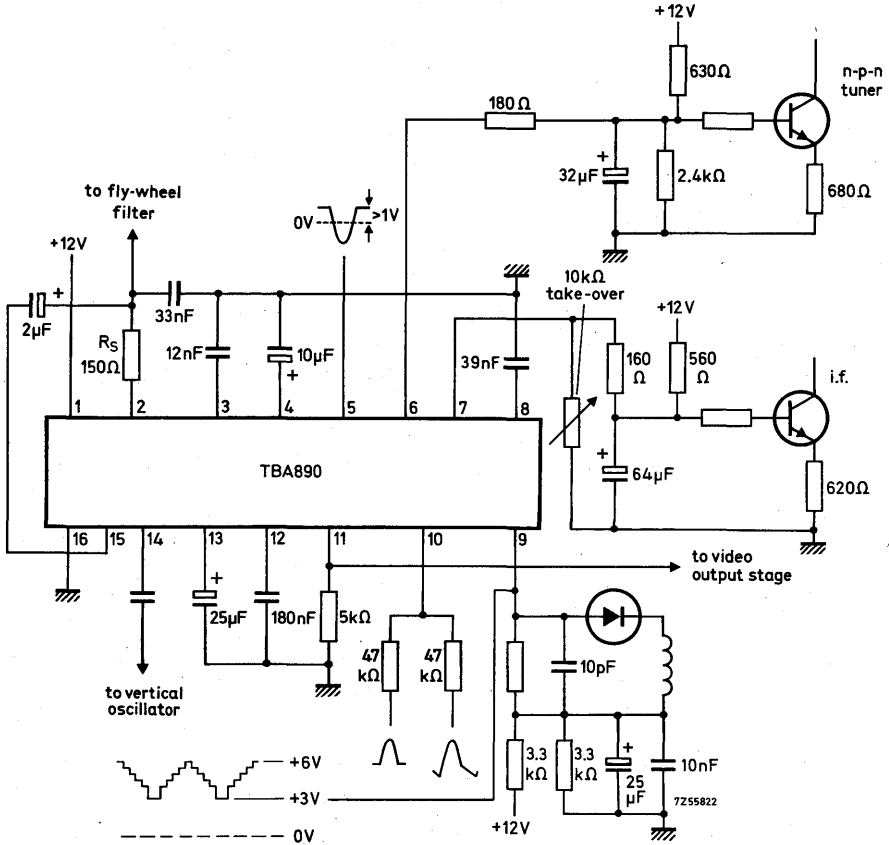 +12V
630Ω
n-p-n
tuner
180Ω
+
32µF
2.4kΩ
680Ω
to fly-wheel
filter
0V
>1V
+12V
+
2µF
33nF
10kΩ
take-over
+12V
RS
150Ω
12nF
10µF
+
39nF
160
Ω
560
Ω
i.f.
1
2
3
4
5
6
7
8
TBA890
+
64µF
620Ω
16
15
14
13
12
11
10
9
to video
output stage
+
25µF
180nF
5kΩ
47
kΩ
47
kΩ
10pF
to vertical
oscillator
+6V
+3V
0V
3.3
kΩ
3.3
kΩ
+
25
µF
10nF
7Z55822
+12V